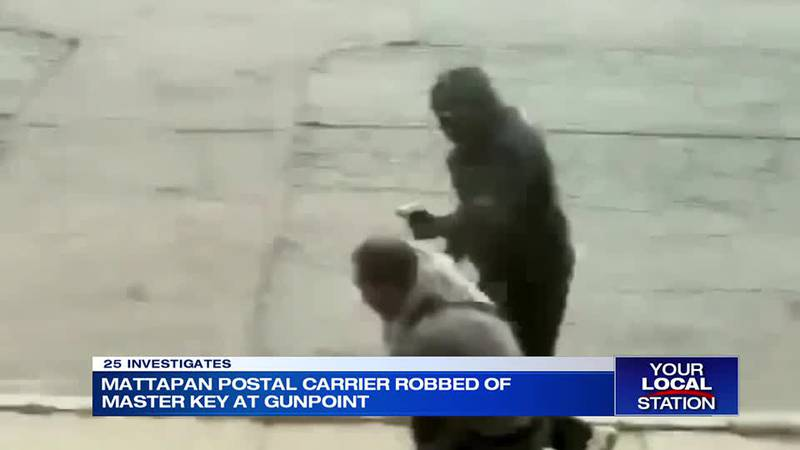 25 INVESTIGATES
MATTAPAN POSTAL CARRIER ROBBED OF
MASTER KEY AT GUNPOINT
YOUR
LOCAL
STATION